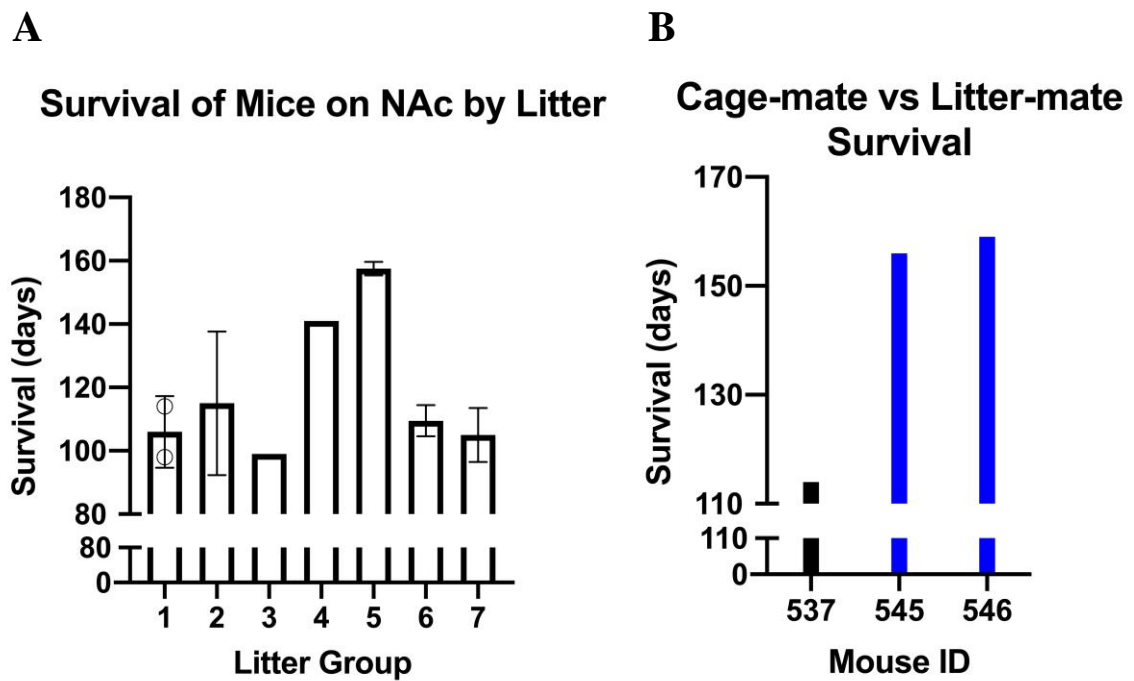 A
Survival of Mice on NAc by Litter
Survival (days)
180
160
140
120
100
80
80
0
1 2 3 4 5 6 7
Litter Group
B
Cage-mate vs Litter-mate
Survival
Survival (days)
170
150
130
110
110
0
537 545 546
Mouse ID